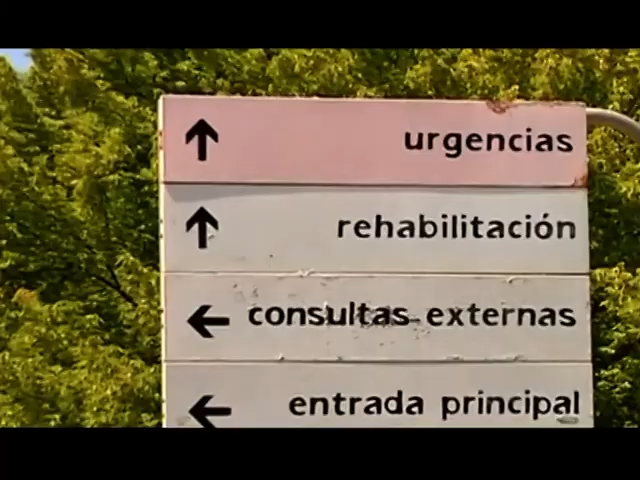 urgencias
rehabilitación
consultas externas
entrada principal